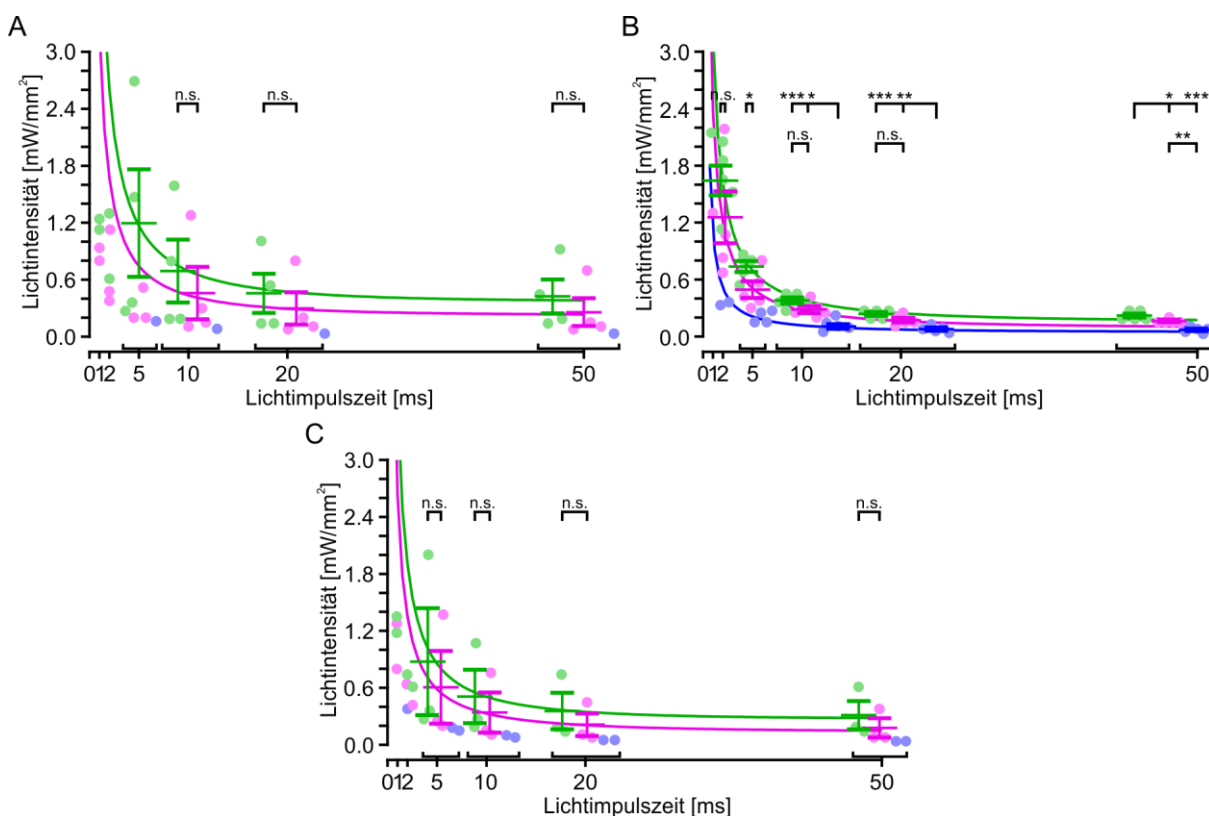 A
Lichtintensität [mW/mm²]
3.0
2.4
1.8
1.2
0.6
0.0
n.s.
n.s.
n.s.
0 1 2 5 10 20 50
Lichtimpulszeit [ms]
B
Lichtintensität [mW/mm²]
3.0
2.4
1.8
1.2
0.6
0.0
n.s. * *** * *** ** * ***
n.s. n.s. **
0 1 2 5 10 20 50
Lichtimpulszeit [ms]
C
Lichtintensität [mW/mm²]
3.0
2.4
1.8
1.2
0.6
0.0
n.s. n.s. n.s. n.s.
0 1 2 5 10 20 50
Lichtimpulszeit [ms]